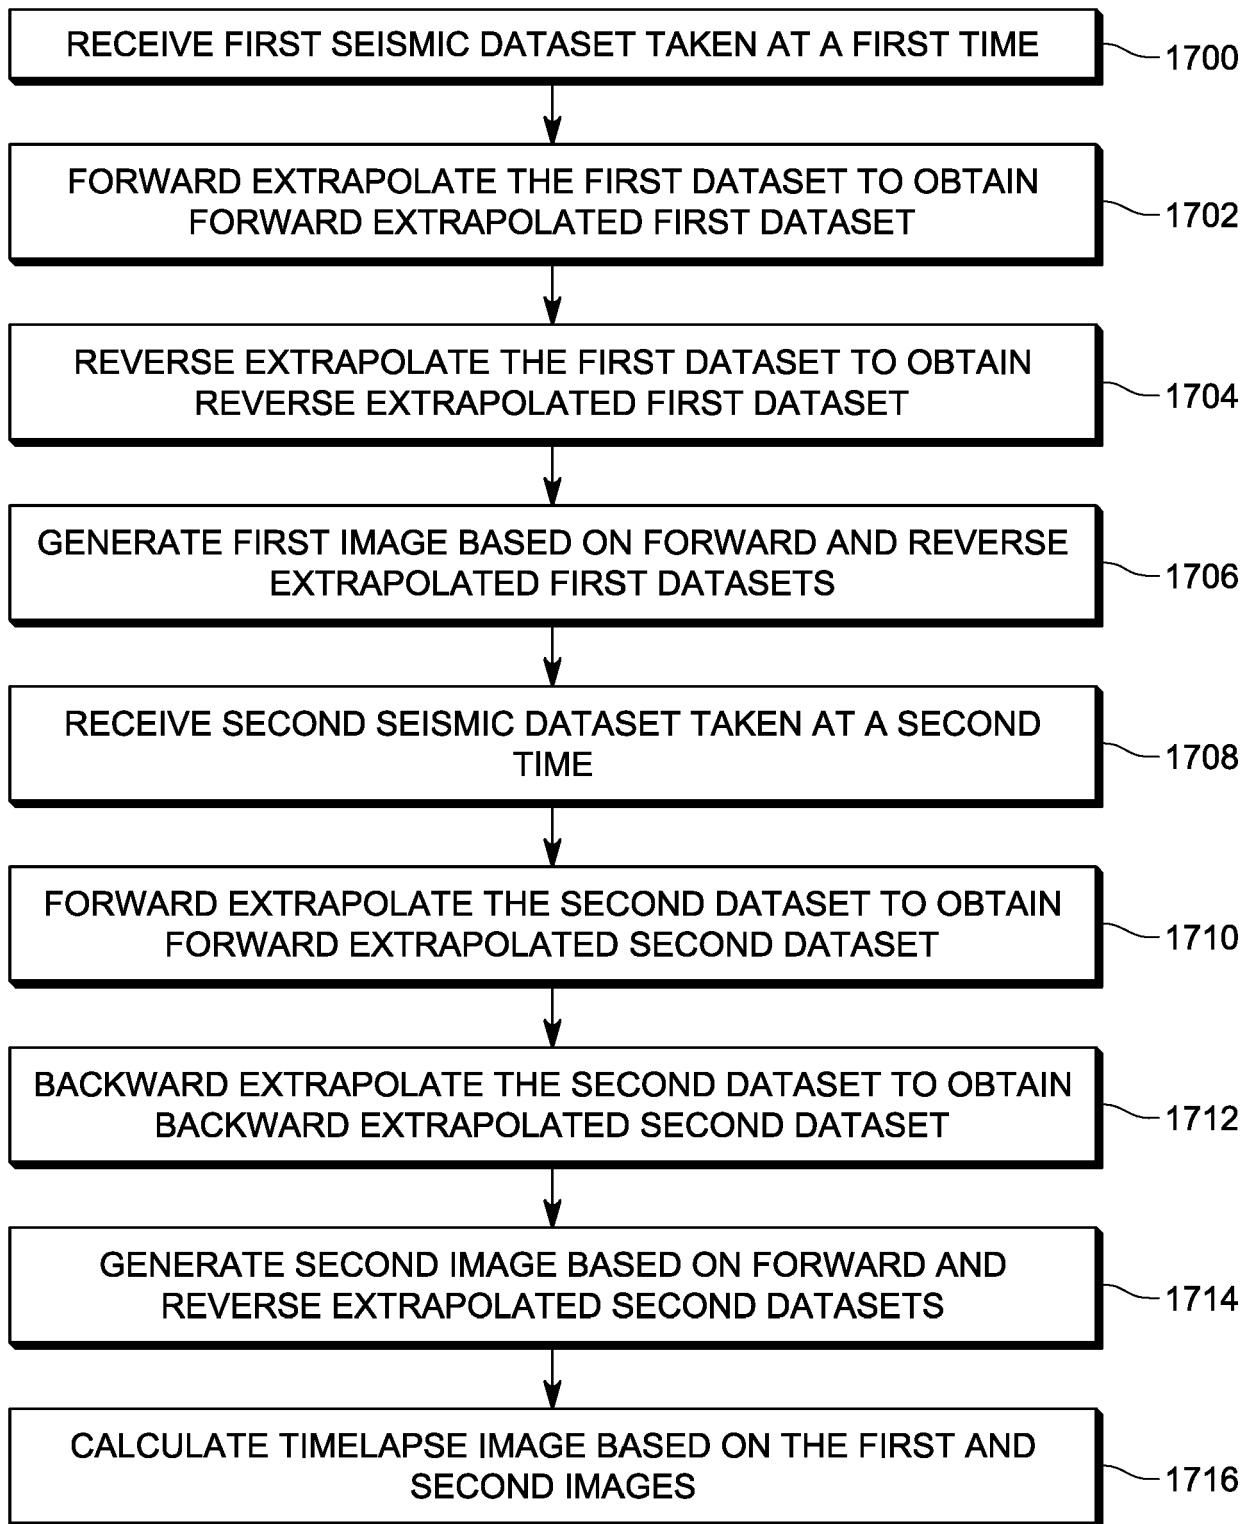 RECEIVE FIRST SEISMIC DATASET TAKEN AT A FIRST TIME
1700
FORWARD EXTRAPOLATE THE FIRST DATASET TO OBTAIN
FORWARD EXTRAPOLATED FIRST DATASET
1702
REVERSE EXTRAPOLATE THE FIRST DATASET TO OBTAIN
REVERSE EXTRAPOLATED FIRST DATASET
1704
GENERATE FIRST IMAGE BASED ON FORWARD AND REVERSE
EXTRAPOLATED FIRST DATASETS
1706
RECEIVE SECOND SEISMIC DATASET TAKEN AT A SECOND
TIME
1708
FORWARD EXTRAPOLATE THE SECOND DATASET TO OBTAIN
FORWARD EXTRAPOLATED SECOND DATASET
1710
BACKWARD EXTRAPOLATE THE SECOND DATASET TO OBTAIN
BACKWARD EXTRAPOLATED SECOND DATASET
1712
GENERATE SECOND IMAGE BASED ON FORWARD AND
REVERSE EXTRAPOLATED SECOND DATASETS
1714
CALCULATE TIMELAPSE IMAGE BASED ON THE FIRST AND
SECOND IMAGES
1716